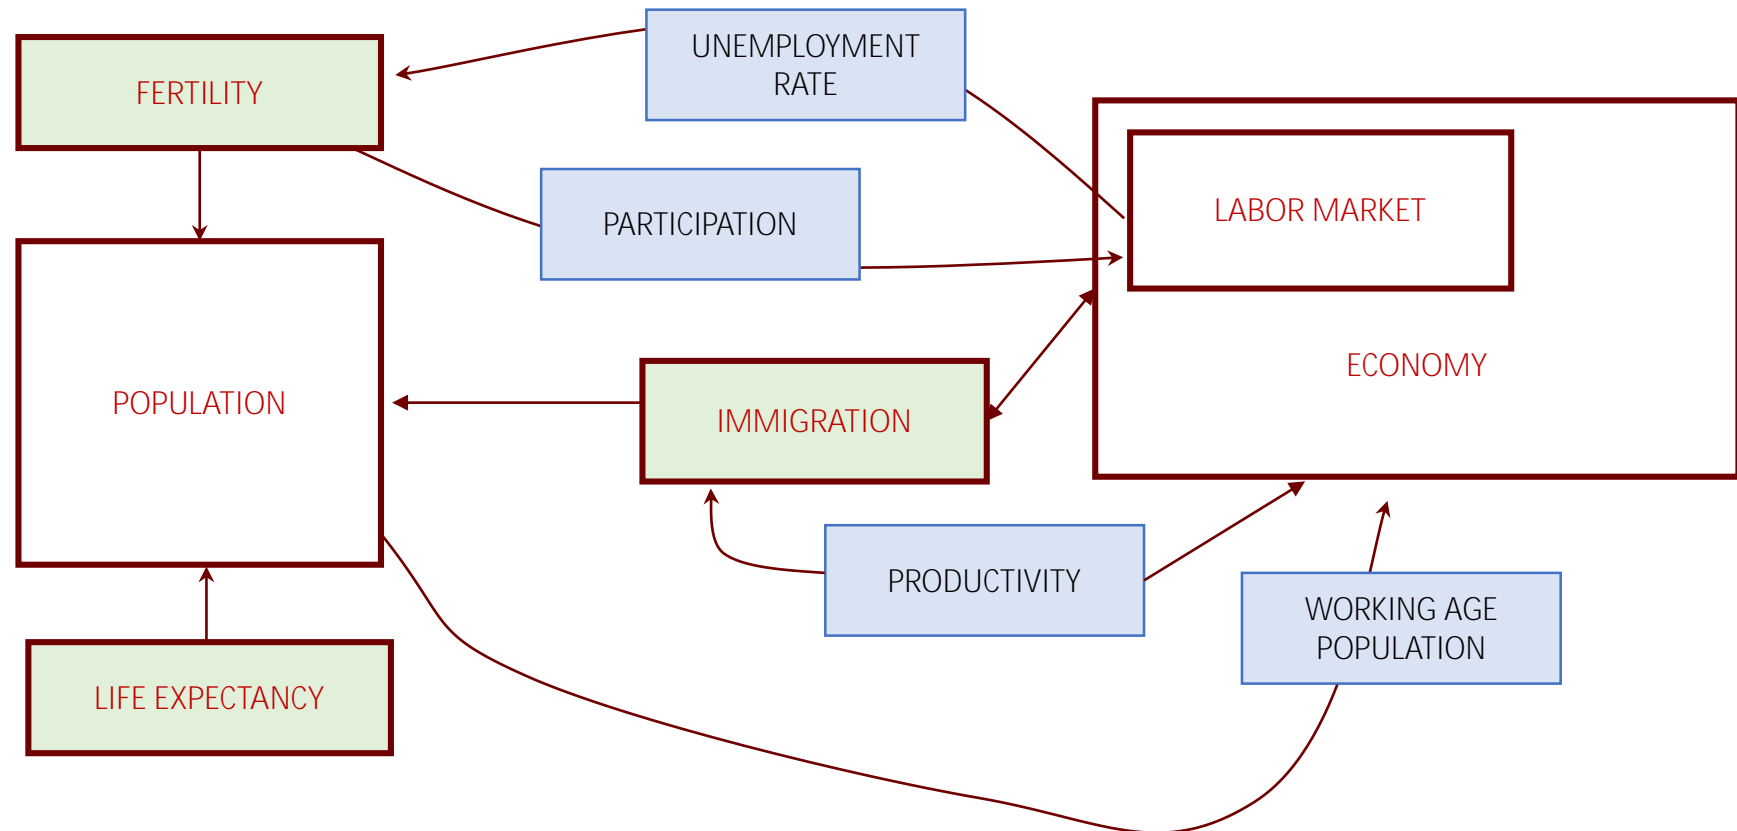 UNEMPLOYMENT
RATE
FERTILITY
PARTICIPATION
LABOR MARKET
ECONOMY
POPULATION
IMMIGRATION
PRODUCTIVITY
WORKING AGE
POPULATION
LIFE EXPECTANCY